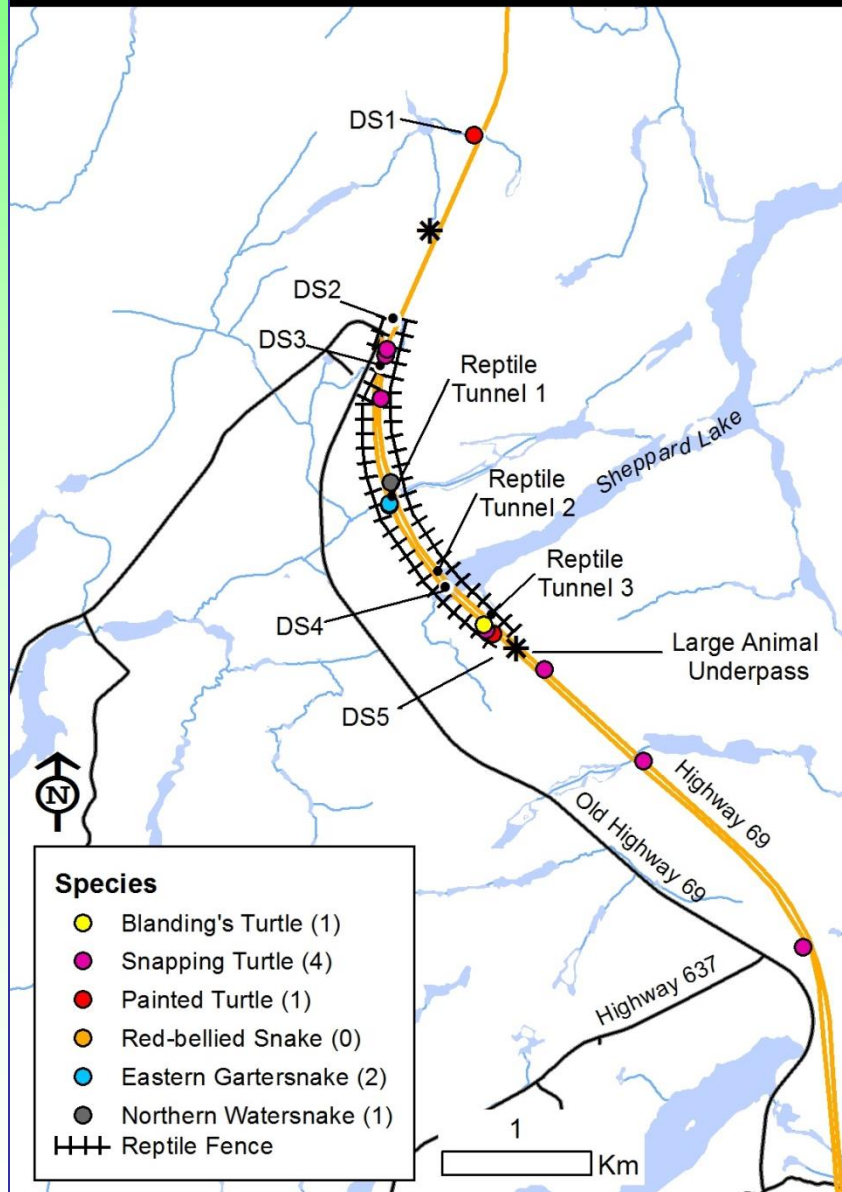 DS1
DS2
DS3
Reptile
Tunnel 1
Sheppard Lake
Reptile
Tunnel 2
Reptile
Tunnel 3
DS4
Large Animal
Underpass
DS5
N
Highway 69
Old Highway 69
Highway 637
Species
Blanding's Turtle (1)
Snapping Turtle (4)
Painted Turtle (1)
Red-bellied Snake (0)
Eastern Gartersnake (2)
Northern Watersnake (1)
Reptile Fence
1
Km